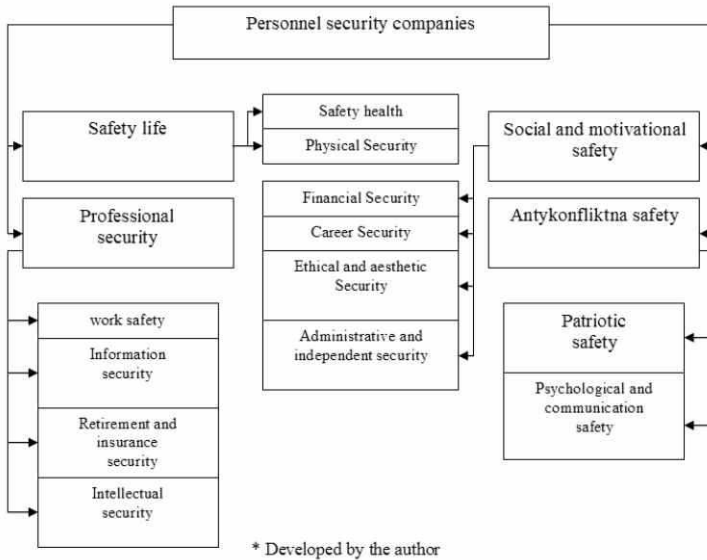 Personnel security companies
Safety life
Safety health
Physical Security
Social and motivational
safety
Professional
security
Financial Security
Career Security
Ethical and aesthetic
Security
Administrative and
independent security
Antykonfliktna safety
work safety
Information
security
Retirement and
insurance
security
Intellectual
security
Patriotic
safety
Psychological and
communication
safety
* Developed by the author